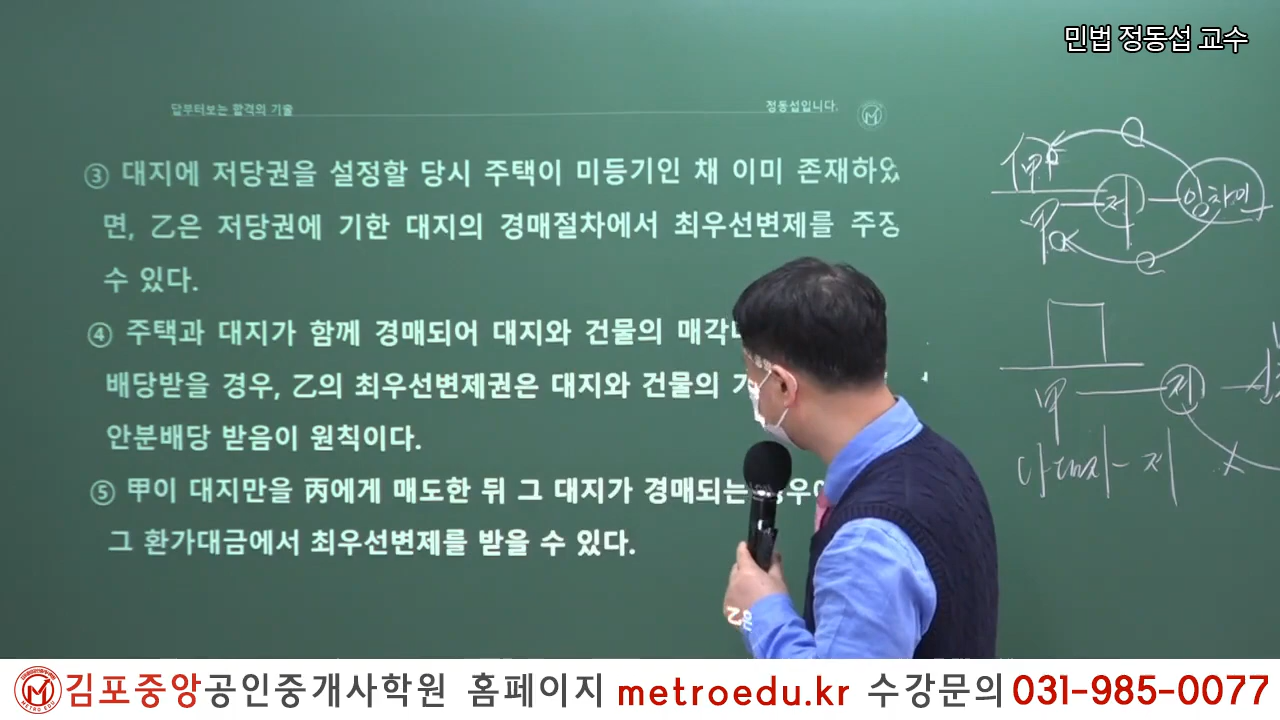 민법 정동섭 교수
답부터보는 합격의 기술
정동섭입니다.
③ 대지에 저당권을 설정할 당시 주택이 미등기인 채 이미 존재하였
면, 乙은 저당권에 기한 대지의 경매절차에서 최우선변제를 주장
수 있다.
④ 주택과 대지가 함께 경매되어 대지와 건물의 매각
배당받을 경우, 乙의 최우선변제권은 대지와 건물의
안분배당 받음이 원칙이다.
⑤ 甲이 대지만을 丙에게 매도한 뒤 그 대지가 경매되는 경우에
乙은
그 환가대금에서 최우선변제를 받을 수 있다.
甲
甲
저
임차인
甲
저
나대지 - 저
김포중앙공인중개사학원 홈페이지 metroedu.kr 수강문의 031-985-0077